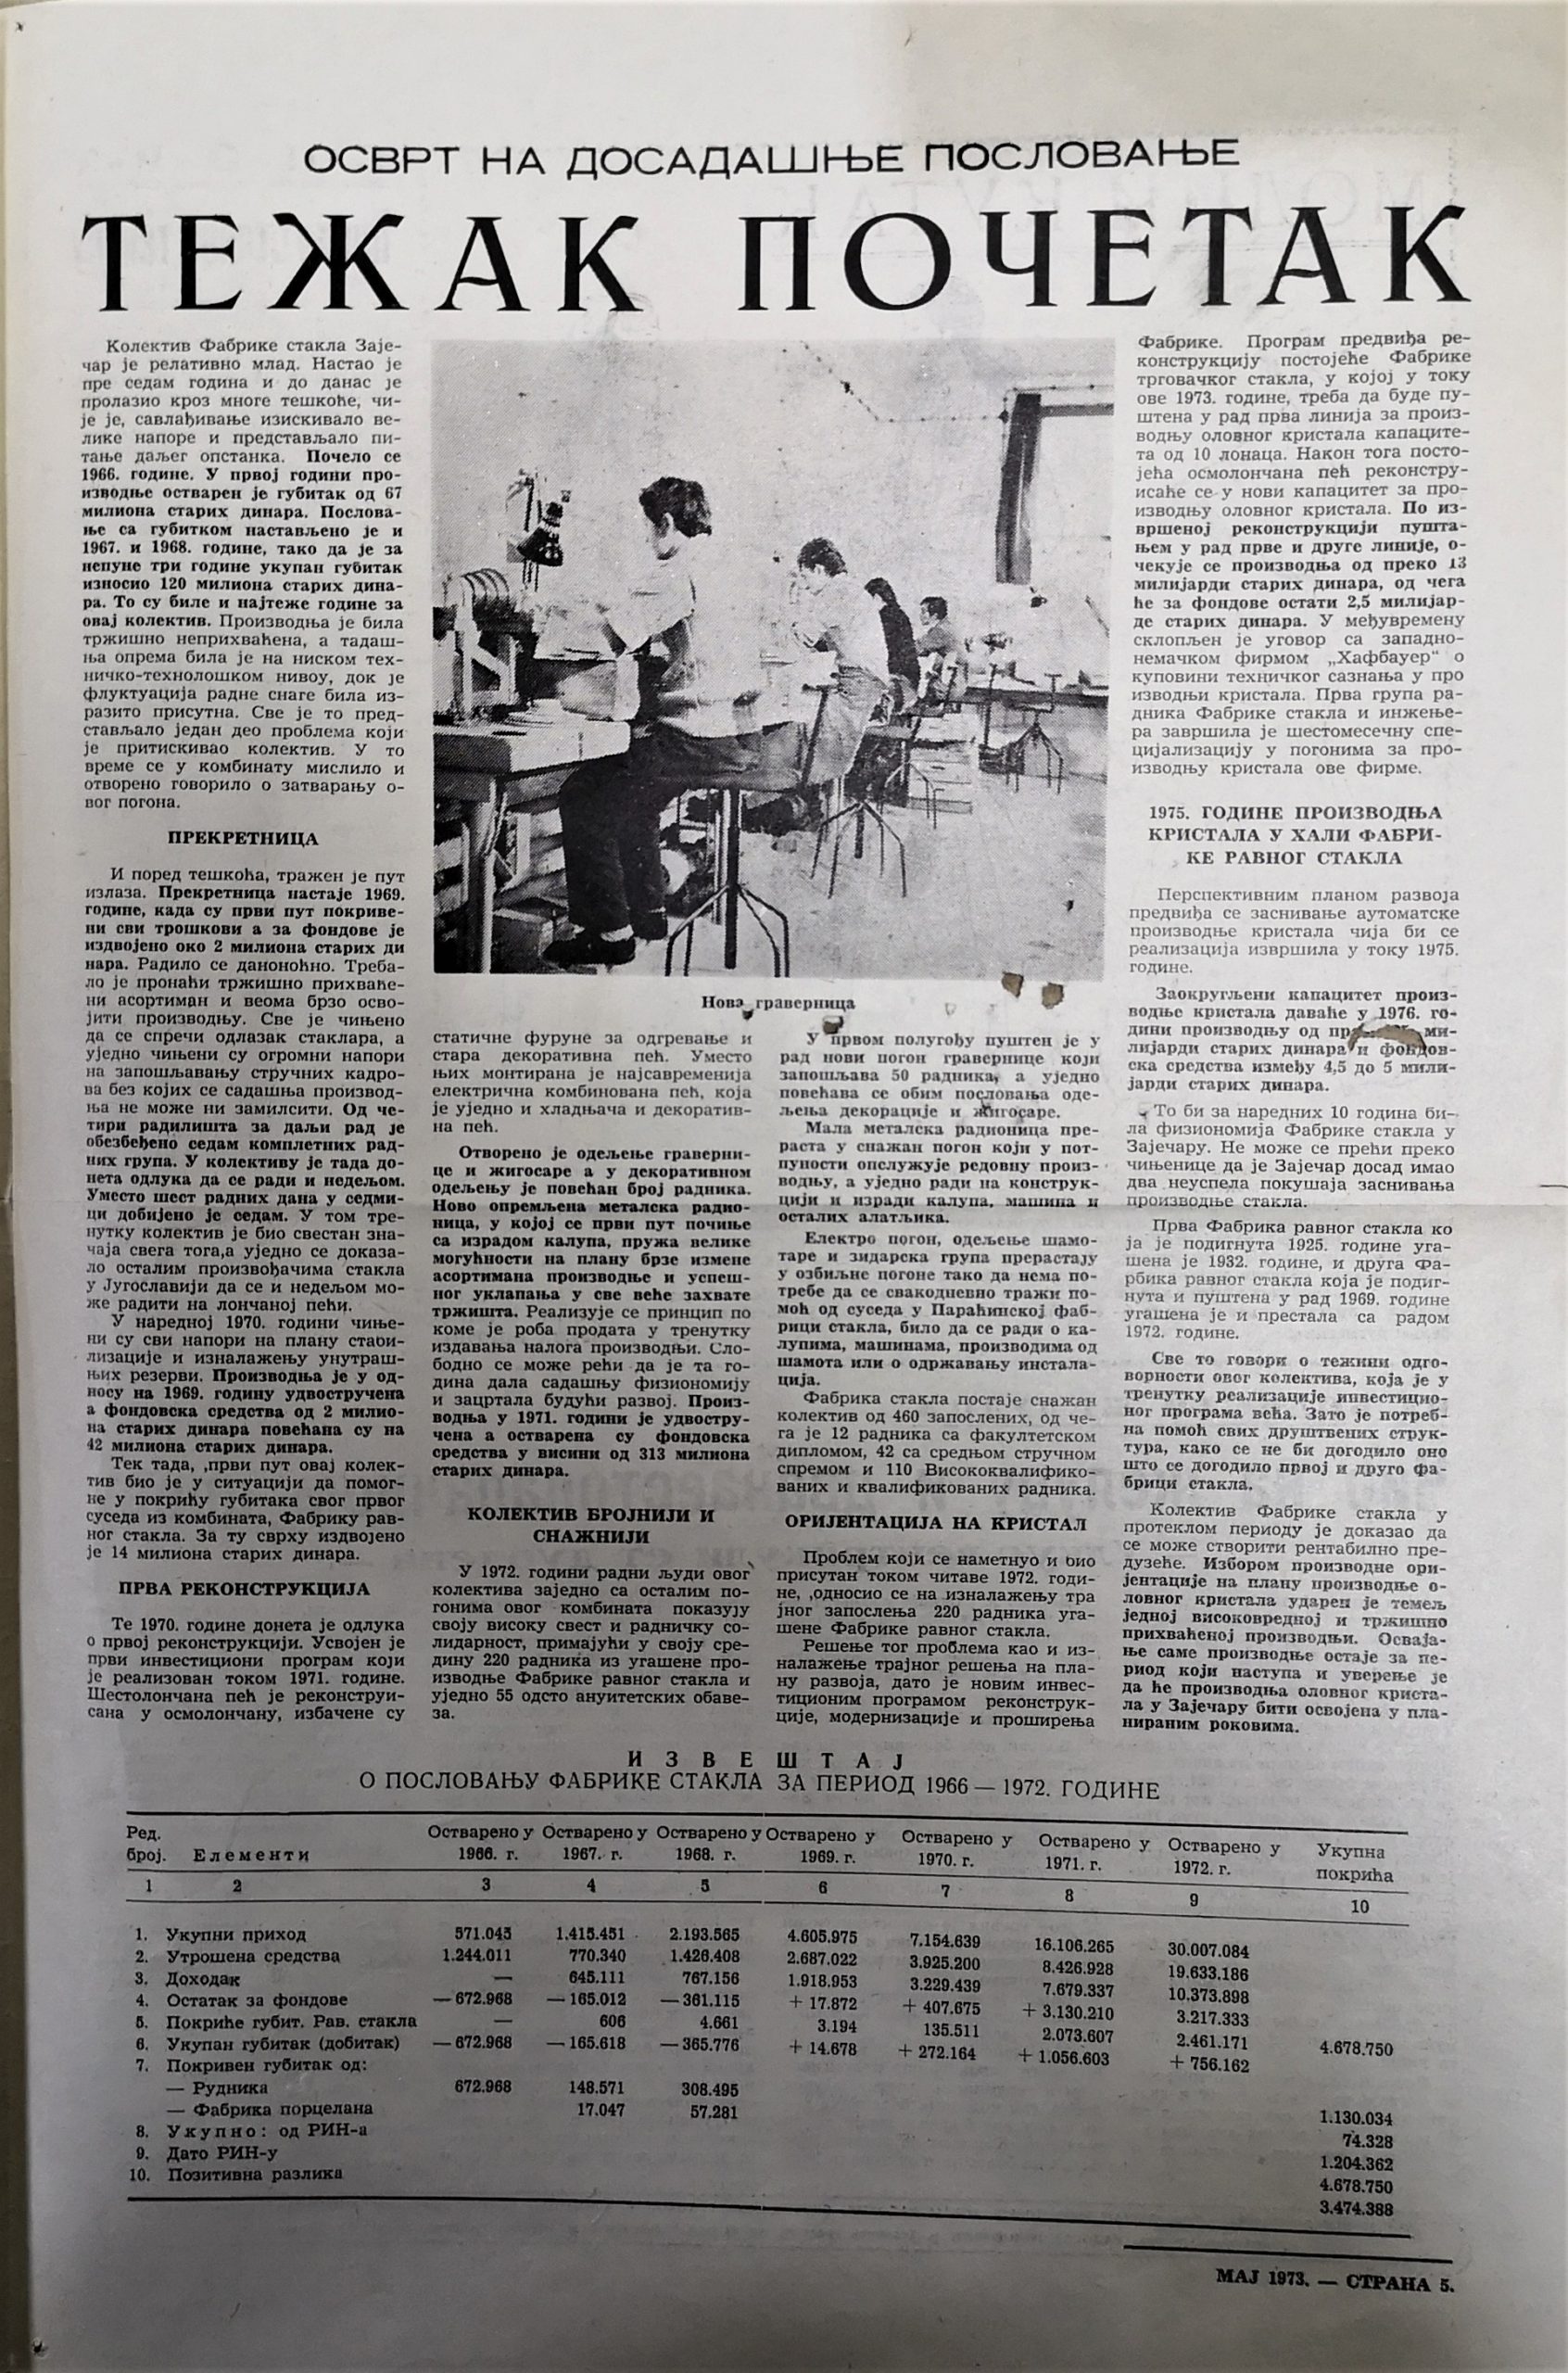 ОСВРТ НА ДОСАДАШЊЕ ПОСЛОВАЊЕ
ТЕЖАК ПОЧЕТАК
Колектив Фабрике стакла Заје-
чар је релативно млад. Настао је
пре седам година и до данас је
пролазио кроз многе тешкоће, чи-
је је, савлађивање изискивало ве-
лике напоре и представљало пи-
тање даљег опстанка. Почело се
1966. године. У првој години про-
изводње остварен је губитак од 67
милиона старих динара. Послова-
ње са губитком настављено је и
1967. и 1968. године, тако да је за
непуне три године укупан губитак
износио 120 милиона старих дина-
ра. То су биле и најтеже године за
овај колектив. Производња је била
тржишно неприхваћена, а тадаш-
ња опрема била је на ниском тех-
ничко-технолошком нивоу, док је
флуктуација радне снаге била из-
разито присутна. Све је то пред-
стављало један део проблема који
је притискивао колектив. У то
време се у комбинату мислило и
отворено говорило о затварању о-
вог погона.
ПРЕКРЕТНИЦА
И поред тешкоћа, тражен је пут
излаза. Прекретница настаје 1969.
године, када су први пут покриве-
ни сви трошкови а за фондове је
издвојено око 2 милиона старих ди
нара. Радило се даноноћно. Треба-
ло је пронаћи тржишно прихваће-
ни асортиман и веома брзо осво-
јити производњу. Све је чињено
да се спречи одлазак стаклара, а
уједно чињени су огромни напори
на запошљавању стручних кадро-
ва без којих се садашња производ-
ња не може ни замилсити. Од че-
тири радилишта за даљи рад је
обезбеђено седам комплетних рад-
них група. У колективу је тада до-
нета одлука да се ради и недељом.
Уместо шест радних дана у седми-
ци добијено је седам. У том тре-
нутку колектив је био свестан зна-
чаја свега тога,а уједно се доказа-
ло осталим произвођачима стакла
у Југославији да се и недељом мо-
же радити на лончаној пећи.
У наредној 1970. години чиње-
ни су сви напори на плану стаби-
лизације и изналажењу унутраш-
њих резерви. Производња је у од-
носу на 1969. годину удвостручена
а фондовска средства од 2 милио-
на старих динара повећана су на
42 милиона старих динара.
Тек тада, ,први пут овај колек-
тив био је у ситуацији да помог-
не у покрићу губитака свог првог
суседа из комбината, Фабрику рав-
ног стакла. За ту сврху издвојено
је 14 милиона старих динара.
ПРВА РЕКОНСТРУКЦИЈА
Те 1970. године донета је одлука
о првој реконструкцији. Усвојен је
први инвестициони програм који
је реализован током 1971. године.
Шестолончана пећ је реконструи-
сана у осмолончану, избачене су
Нова граверница
статичне фуруне за одгревање и
стара декоративна пећ. Уместо
њих монтирана је најсавременија
електрична комбинована пећ, која
је уједно и хладњача и декоратив-
на пећ.
Отворено је одељење граверни-
це и жигосаре а у декоративном
одељењу је повећан број радника.
Ново опремљена металска радио-
ница, у којој се први пут почиње
са израдом калупа, пружа велике
могућности на плану брзе измене
асортимана производње и успеш-
ног уклапања у све веће захвате
тржишта. Реализује се принцип по
коме је роба продата у тренутку
издавања налога производњи. Сло-
бодно се може рећи да је та го-
дина дала садашњу физиономију
и зацртала будући развој. Произ-
водња у 1971. години је удвостру-
чена а остварена су фондовска
средства у висини од 313 милиона
старих динара.
КОЛЕКТИВ БРОЈНИЈИ И
СНАЖНИЈИ
У 1972. години радни људи овог
колектива заједно са осталим по-
гонима овог комбината показују
своју високу свест и радничку со-
лидарност, примајући у своју сре-
дину 220 радника из угашене про-
изводње Фабрике равног стакла и
уједно 55 одсто ануитетских обаве-
за.
У првом полугођу пуштен је у
рад нови погон гравернице који
запошљава 50 радника, а уједно
повећава се обим пословања оде-
љења декорације и жигосаре.
Мала металска радионица пре-
раста у снажан погон који у пот-
пуности опслужује редовну произ-
водњу, а уједно ради на конструк-
цији и изради калупа, машина и
осталих алатљика.
Електро погон, одељење шамо-
таре и зидарска група прерастају
у озбиљне погоне тако да нема по-
требе да се свакодневно тражи по-
моћ од суседа у Параћинској фаб-
рици стакла, било да се ради о ка-
лупима, машинама, производима од
шамота или о одржавању инстала-
ција.
Фабрика стакла постаје снажан
колектив од 460 запослених, од че-
га је 12 радника са факултетском
дипломом, 42 са средњом стручном
спремом и 110 Висококвалифико-
ваних и квалификованих радника.
ОРИЈЕНТАЦИЈА НА КРИСТАЛ
Проблем који се наметнуо и био
присутан током читаве 1972. годи-
не, ,односио се на изналажењу тра
јног запослења 220 радника уга-
шене Фабрике равног стакла.
Решење тог проблема као и из-
налажење трајног решења на пла-
ну развоја, дато је новим инвес-
тиционим програмом реконструк-
ције, модернизације и проширења
Фабрике. Програм предвиђа ре-
конструкцију постојеће Фабрике
трговачког стакла, у којој у току
ове 1973. године, треба да буде пу-
штена у рад прва линија за произ-
водњу оловног кристала капаците-
та од 10 лонаца. Након тога посто-
јећа осмолончана пећ реконстру-
исаће се у нови капацитет за про-
изводњу оловног кристала. По из-
вршеној реконструкцији пушта-
њем у рад прве и друге линије, о-
чекује се производња од преко 13
милијарди старих динара, од чега
ће за фондове остати 2,5 милијар-
де старих динара. У међувремену
склопљен је уговор са западно-
немачком фирмом „Хафбауер“ о
куповини техничког сазнања у про
изводњи кристала. Прва група ра-
дника Фабрике стакла и инжење-
ра завршила је шестомесечну спе-
цијализацију у погонима за про-
изводњу кристала ове фирме.
1975. ГОДИНЕ ПРОИЗВОДЊА
КРИСТАЛА У ХАЛИ ФАБРИ-
КЕ РАВНОГ СТАКЛА
Перспективним планом развоја
предвиђа се заснивање аутоматске
производње кристала чија би се
реализација извршила у току 1975.
године.
Заокругљени капацитет произ-
водње кристала даваће у 1976. го-
дини производњу од ми-
лијарди старих динара и фондов-
ска средства између 4,5 до 5 мили-
јарди старих динара.
То би за наредних 10 година би-
ла физиономија Фабрике стакла у
Зајечару. Не може се прећи преко
чињенице да је Зајечар досад имао
два неуспела покушаја заснивања
производње стакла.
Прва Фабрика равног стакла ко
ја је подигнута 1925. године уга-
шена је 1932. године, и друга Фа-
рбика равног стакла која је подиг-
нута и пуштена у рад 1969. године
угашена је и престала са радом
1972. године.
Све то говори о тежини одго-
ворности овог колектива, која је у
тренутку реализације инвестицио-
ног програма већа. Зато је потреб-
на помоћ свих друштвених струк-
тура, како се не би догодило оно
што се догодило првој и друго фа-
брици стакла.
Колектив Фабрике стакла у
протеклом периоду је доказао да
се може створити рентабилно пре-
дузеће. Избором производне ори-
јентације на плану производње о-
ловног кристала ударен је темељ
једној високовредној и тржишно
прихваћеној производњи. Освaја-
ње саме производње остаје за пе-
риод који наступа и уверење је
да ће производња оловног криста-
ла у Зајечару бити освојена у пла-
нираним роковима.
ИЗВЕШТАЈ
О ПОСЛОВАЊУ ФАБРИКЕ СТАКЛА ЗА ПЕРИОД 1966 — 1972. ГОДИНЕ
Ред. број. Елементи Остварено у 1966. г. Остварено у 1967. г. Остварено у 1968. г. Остварено у 1969. г. Остварено у 1970. г. Остварено у 1971. г. Остварено у 1972. г. Укупна покрића
1 2 3 4 5 6 7 8 9 10
1. Укупни приход 571.043 1.415.451 2.193.565 4.605.975 7.154.639 16.106.265 30.007.084
2. Утрошена средства 1.244.011 770.340 1.426.408 2.687.022 3.925.200 8.426.928 19.633.186
3. Доходак — 645.111 767.156 1.918.953 3.229.439 7.679.337 10.373.898
4. Остатак за фондове — 672.968 — 165.012 — 361.115 + 17.872 + 407.675 + 3.130.210 3.217.333
5. Покриће губит. Рав. стакла — 606 4.661 3.194 135.511 2.073.607 2.461.171 4.678.750
6. Укупан губитак (добитак) — 672.968 — 165.618 — 365.776 + 14.678 + 272.164 + 1.056.603 + 756.162
7. Покривен губитак од:
— Рудника 672.968 148.571 308.495 1.130.034
— Фабрика порцелана 17.047 57.281 74.328
8. Укупно: од РИН-а 1.204.362
9. Дато РИН-у 4.678.750
10. Позитивна разлика 3.474.388
МАЈ 1973. — СТРАНА 5.